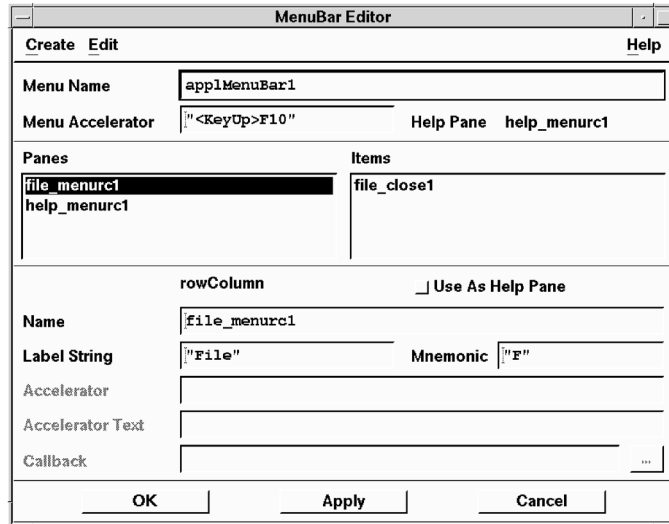 MenuBar Editor
Create Edit Help
Menu Name applMenuBar1
Menu Accelerator "<KeyUp>F10" Help Pane help_menurc1
Panes Items
file_menurc1 file_close1
help_menurc1
rowColumn Use As Help Pane
Name file_menurc1
Label String "File" Mnemonic "F"
Accelerator
Accelerator Text
Callback ...
OK Apply Cancel